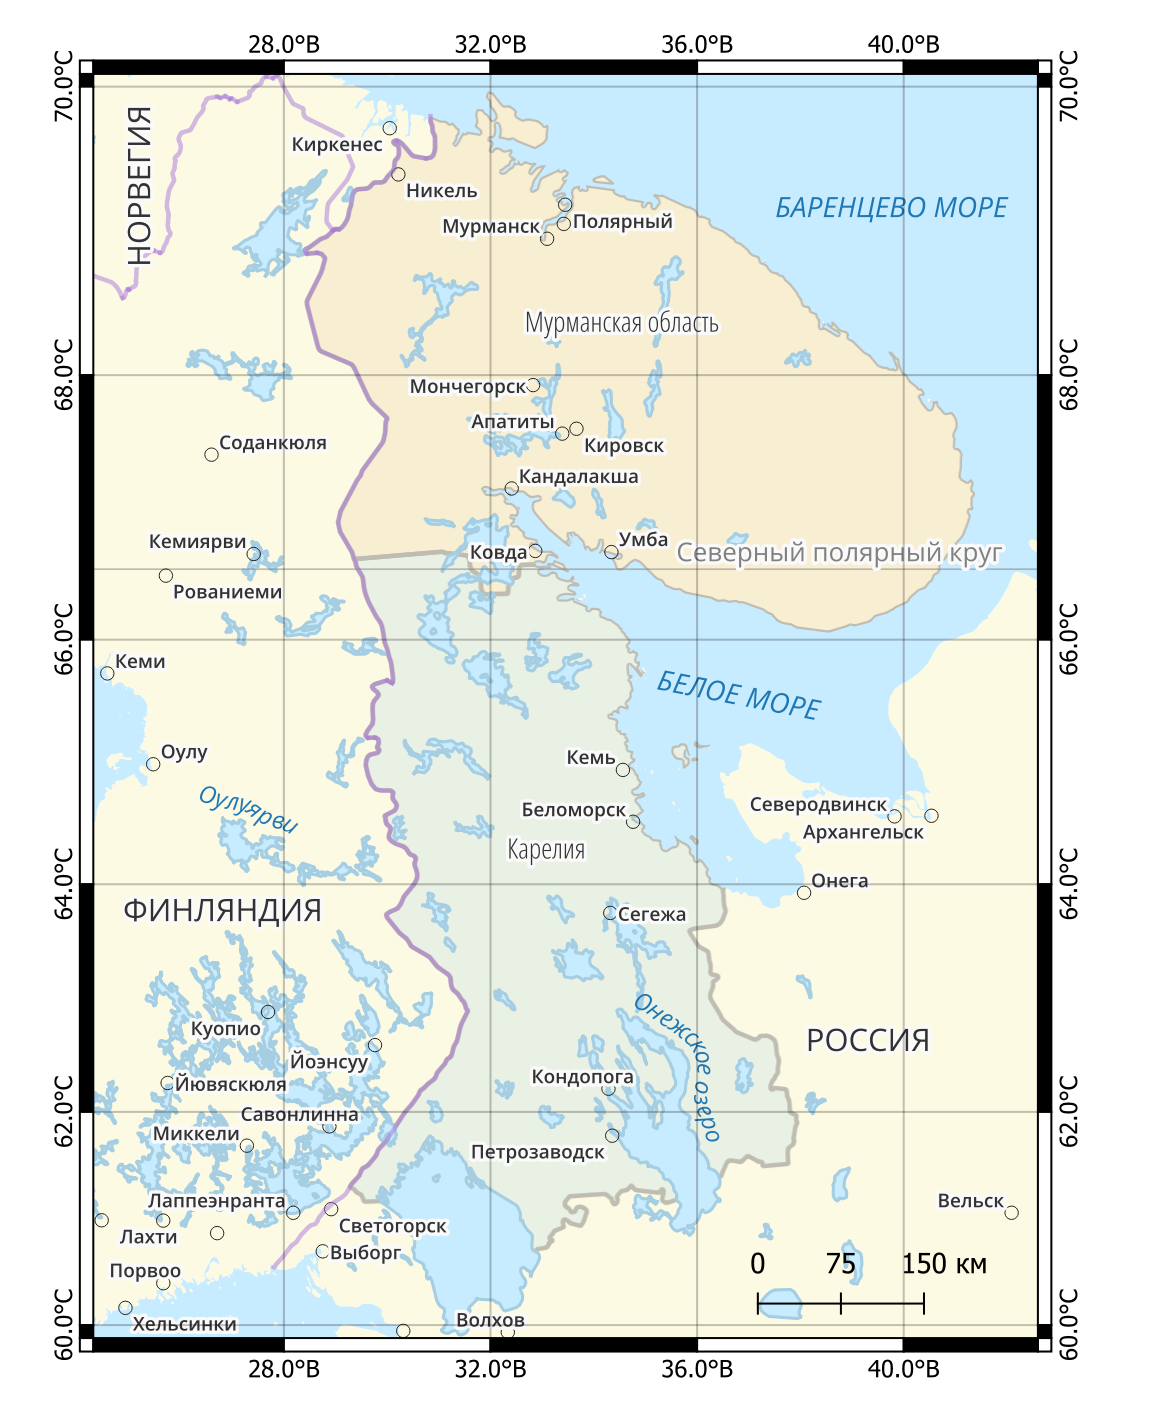 28.0°В 32.0°В 36.0°В 40.0°В
70.0°С 70.0°С
НОРВЕГИЯ
Киркенес
Никель
БАРЕНЦЕВО МОРЕ
Полярный
Мурманск
Мурманская область
68.0°С 68.0°С
Мончегорск
Апатиты
Соданкюля
Кировск
Кандалакша
Кемиярви
Умба
Ковда
Северный полярный круг
Рованиеми
66.0°С 66.0°С
Кеми
БЕЛОЕ МОРЕ
Оулу
Кемь
Оулуярви
Северодвинск
Беломорск
Архангельск
Карелия
64.0°С 64.0°С
Онега
ФИНЛЯНДИЯ
Сегежа
Онежское озеро
Куопио
РОССИЯ
Йоэнсуу
Кондопога
Йювяскюля
62.0°С 62.0°С
Савонлинна
Миккели
Петрозаводск
Лаппеэнранта
Вельск
Светогорск
Лахти
Выборг
0 75 150 км
Порвоо
60.0°С 60.0°С
Волхов
Хельсинки
28.0°В 32.0°В 36.0°В 40.0°В